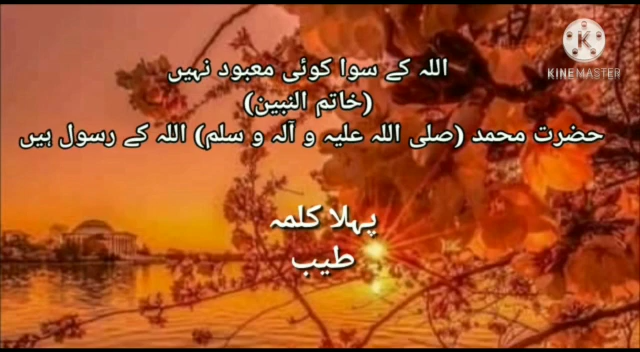 KINEMASTER
اللہ کے سوا کوئی معبود نہیں
(خاتم النبین)
حضرت محمد (صلی اللہ علیہ و آلہ و سلم) اللہ کے رسول ہیں
پہلا کلمہ
طیب